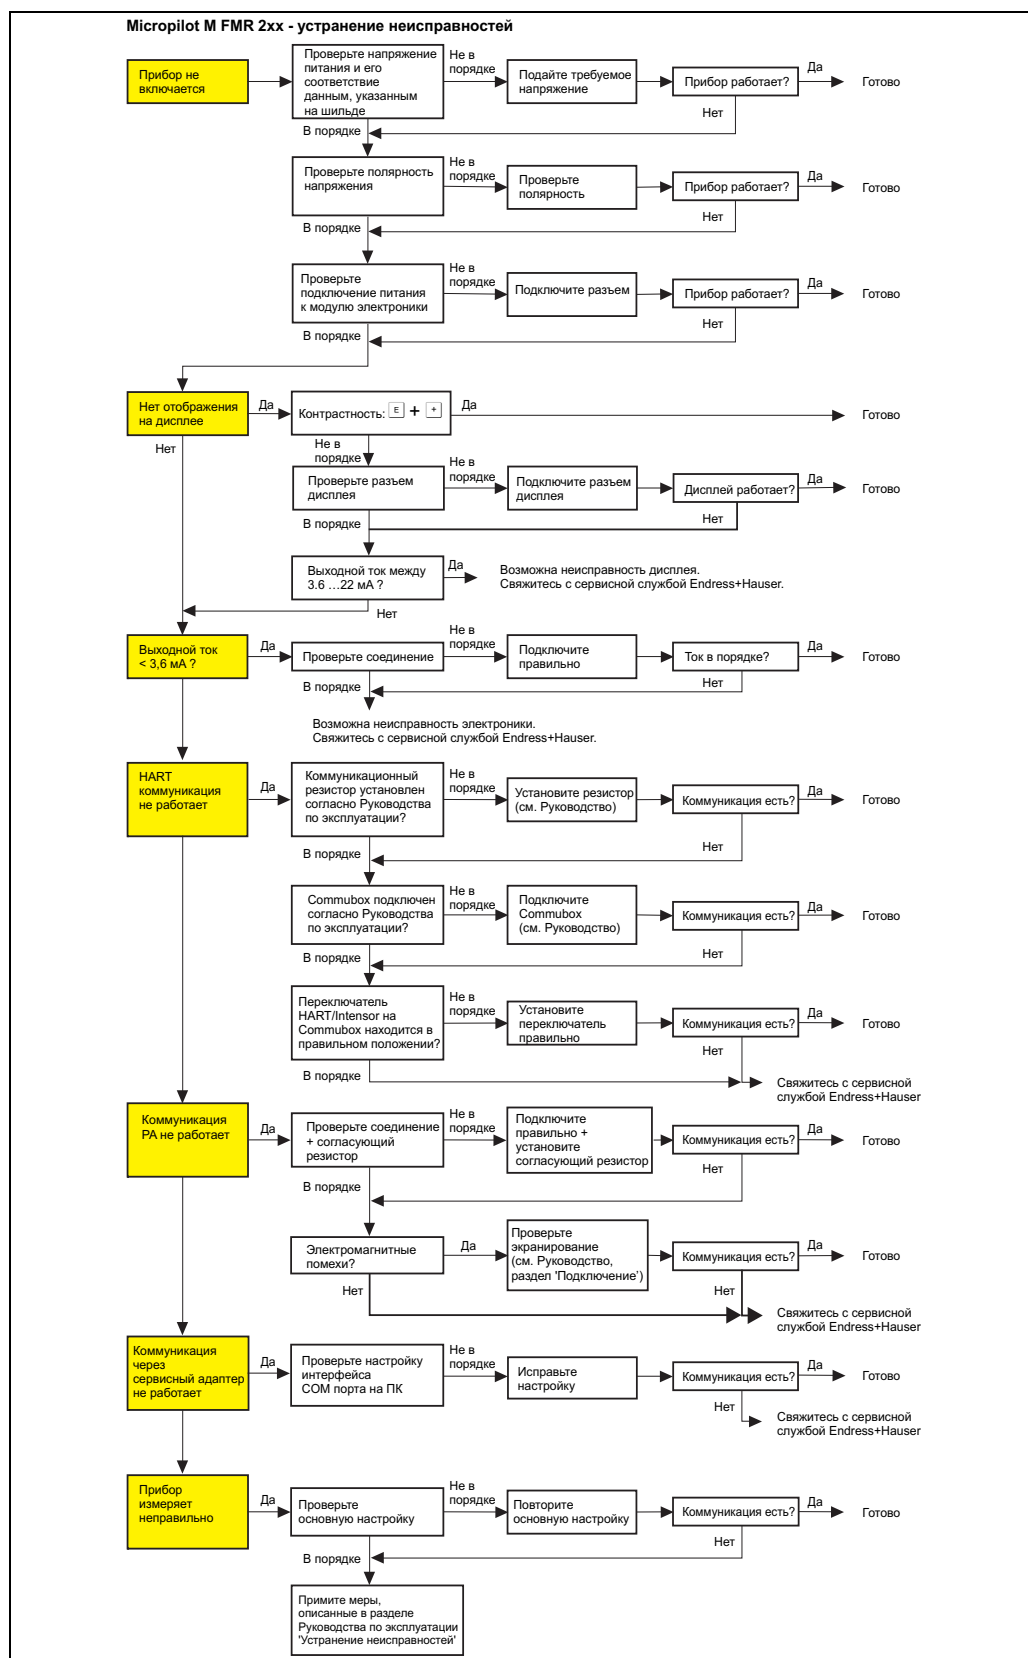 Micropilot M FMR 2xx - устранение неисправностей
Прибор не
включается
Проверьте напряжение
питания и его
соответствие
данным, указанным
на шильде
Не в
порядке
Подайте требуемое
напряжение
Прибор работает?
Да
Готово
Нет
В порядке
Проверьте полярность
напряжения
Не в
порядке
Проверьте
полярность
Прибор работает?
Да
Готово
Нет
В порядке
Проверьте
подключение питания
к модулю электроники
Не в
порядке
Подключите разъем
Прибор работает?
Да
Готово
Нет
В порядке
Нет отображения
на дисплее
Да
Контрастность: E + +
Да
Готово
Нет
Не в
порядке
Проверьте разъем
дисплея
Не в
порядке
Подключите разъем
дисплея
Дисплей работает?
Да
Готово
Нет
В порядке
Выходной ток между
3.6 ...22 мА ?
Да
Возможна неисправность дисплея.
Свяжитесь с сервисной службой Endress+Hauser.
Нет
Выходной ток
< 3,6 мА ?
Да
Проверьте соединение
Не в
порядке
Подключите
правильно
Ток в порядке?
Да
Готово
Нет
В порядке
Возможна неисправность электроники.
Свяжитесь с сервисной службой Endress+Hauser.
HART
коммуникация
не работает
Да
Коммуникационный
резистор установлен
согласно Руководства
по эксплуатации?
Не в
порядке
Установите резистор
(см. Руководство)
Коммуникация есть?
Да
Готово
Нет
В порядке
Commubox подключен
согласно Руководства
по эксплуатации?
Не в
порядке
Подключите
Commubox
(см. Руководство)
Коммуникация есть?
Да
Готово
Нет
В порядке
Переключатель
HART/Intensor на
Commubox находится в
правильном положении?
Не в
порядке
Установите
переключатель
правильно
Коммуникация есть?
Да
Готово
Нет
В порядке
Свяжитесь с сервисной
службой Endress+Hauser
Коммуникация
PA не работает
Да
Проверьте соединение
+ согласующий
резистор
Не в
порядке
Подключите
правильно +
установите
согласующий резистор
Коммуникация есть?
Да
Готово
Нет
В порядке
Электромагнитные
помехи?
Да
Проверьте
экранирование
(см. Руководство,
раздел 'Подключение')
Коммуникация есть?
Да
Готово
Нет
Нет
Свяжитесь с сервисной
службой Endress+Hauser
Коммуникация
через
сервисный адаптер
не работает
Да
Проверьте настройку
интерфейса
COM порта на ПК
Не в
порядке
Исправьте
настройку
Коммуникация есть?
Да
Готово
Нет
Свяжитесь с сервисной
службой Endress+Hauser
Прибор
измеряет
неправильно
Да
Проверьте
основную настройку
Не в
порядке
Повторите
основную настройку
Коммуникация есть?
Да
Готово
Нет
В порядке
Примите меры,
описанные в разделе
Руководства по эксплуатации
'Устранение неисправностей'